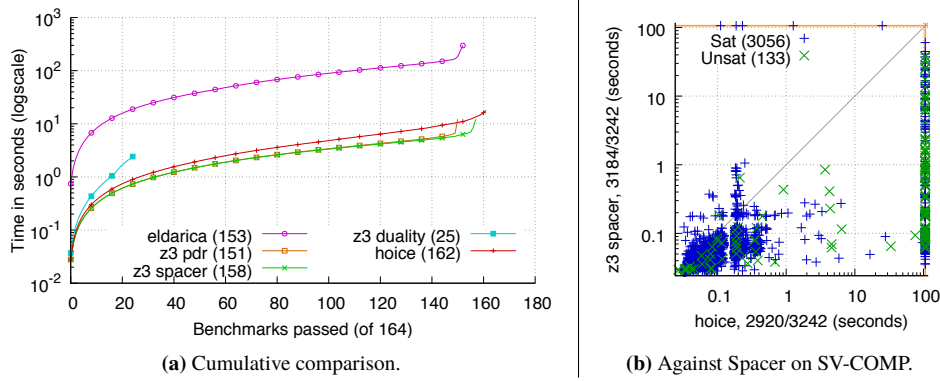 Time in seconds (logscale)
10^3
10^2
10^1
10^0
10^-1
10^-2
eldarica (153)
z3 pdr (151)
z3 spacer (158)
z3 duality (25)
hoice (162)
0 20 40 60 80 100 120 140 160 180
Benchmarks passed (of 164)
(a) Cumulative comparison.
z3 spacer, 3184/3242 (seconds)
100
10
1
0.1
Sat (3056)
Unsat (133)
0.1 1 10 100
hoice, 2920/3242 (seconds)
(b) Against Spacer on SV-COMP.